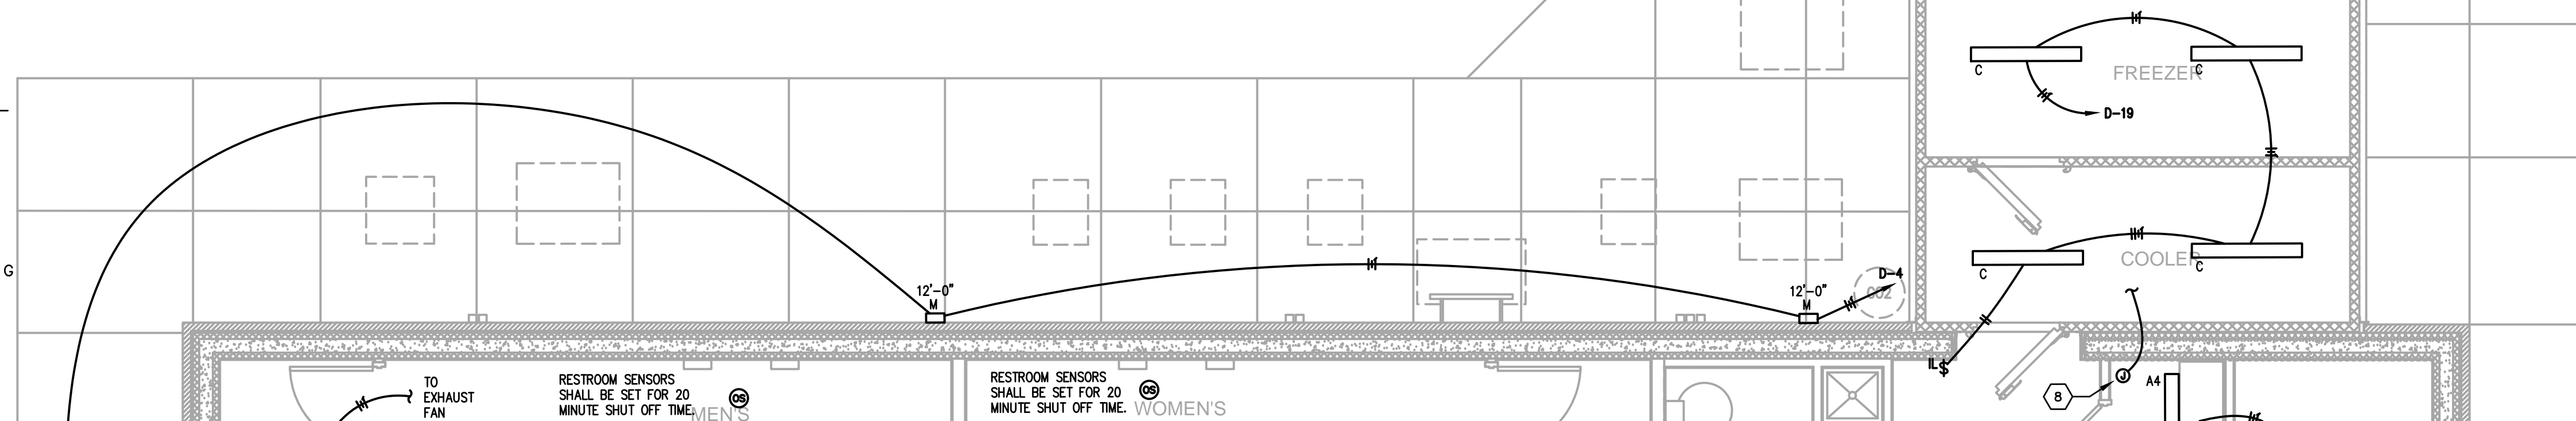 C
FREEZER
C
D-19
G
12'-0"
M
12'-0"
M
D-4
C
COOLER
C
IL$
TO
EXHAUST
FAN
RESTROOM SENSORS
SHALL BE SET FOR 20
MINUTE SHUT OFF TIME.
OS
MEN'S
RESTROOM SENSORS
SHALL BE SET FOR 20
MINUTE SHUT OFF TIME.
OS
WOMEN'S
8
J
A4